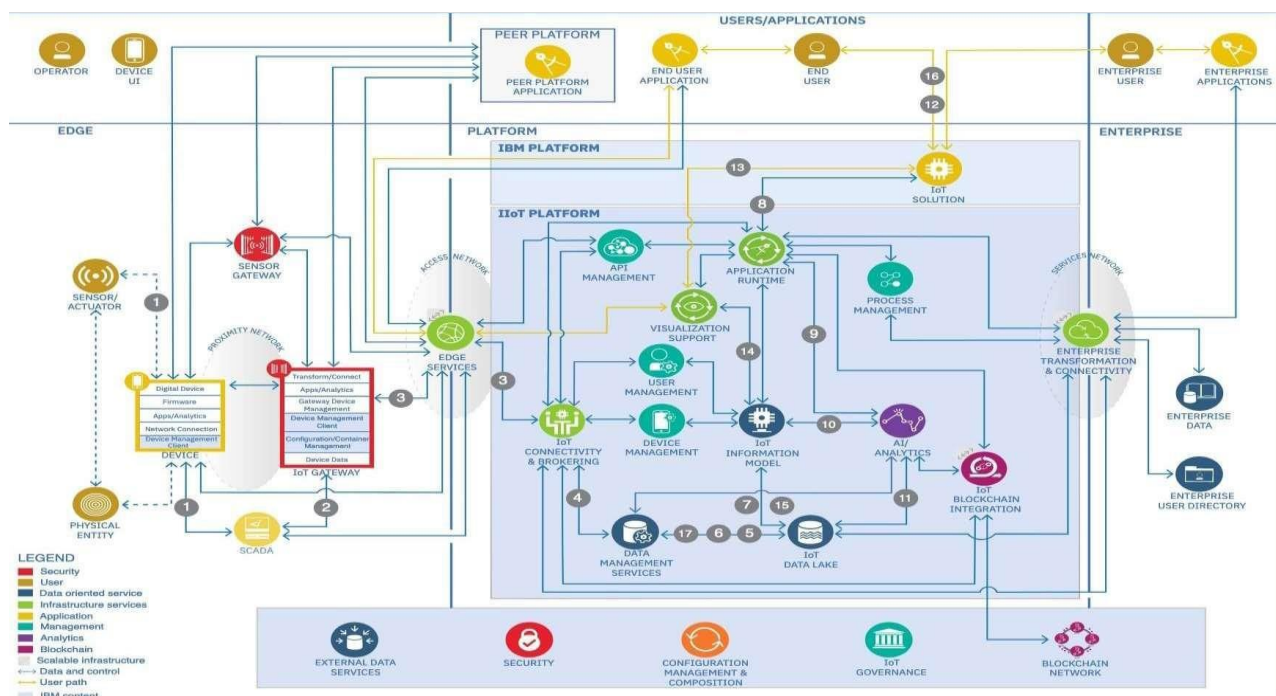 USERS/APPLICATIONS
OPERATOR
DEVICE
UI
PEER PLATFORM
PEER PLATFORM
APPLICATION
END USER
APPLICATION
END
USER
16
12
ENTERPRISE
USER
ENTERPRISE
APPLICATIONS
EDGE
PLATFORM
ENTERPRISE
IBM PLATFORM
13
IoT
SOLUTION
8
IIoT PLATFORM
SENSOR
GATEWAY
ACCESS NETWORK
API
MANAGEMENT
APPLICATION
RUNTIME
PROCESS
MANAGEMENT
SERVICES NETWORK
SENSOR/
ACTUATOR
1
PROXIMITY NETWORK
EDGE
SERVICES
VISUALIZATION
SUPPORT
9
ENTERPRISE
TRANSFORMATION
& CONNECTIVITY
14
Digital Device
Firmware
Apps/Analytics
Network Connection
Device Management
Client
DEVICE
Transform/Connect
Apps/Analytics
Gateway Device
Management
Device Management
Client
Configuration/Container
Management
Device Data
IoT GATEWAY
3
3
USER
MANAGEMENT
IoT
CONNECTIVITY
& BROKERING
DEVICE
MANAGEMENT
IoT
INFORMATION
MODEL
10
AI/
ANALYTICS
ENTERPRISE
DATA
IoT
BLOCKCHAIN
INTEGRATION
ENTERPRISE
USER DIRECTORY
PHYSICAL
ENTITY
1
2
SCADA
4
7
15
11
17
6
5
DATA
MANAGEMENT
SERVICES
IoT
DATA LAKE
LEGEND
Security
User
Data oriented service
Infrastructure services
Application
Management
Analytics
Blockchain
Scalable infrastructure
Data and control
User path
IBM content
EXTERNAL DATA
SERVICES
SECURITY
CONFIGURATION
MANAGEMENT &
COMPOSITION
IoT
GOVERNANCE
BLOCKCHAIN
NETWORK